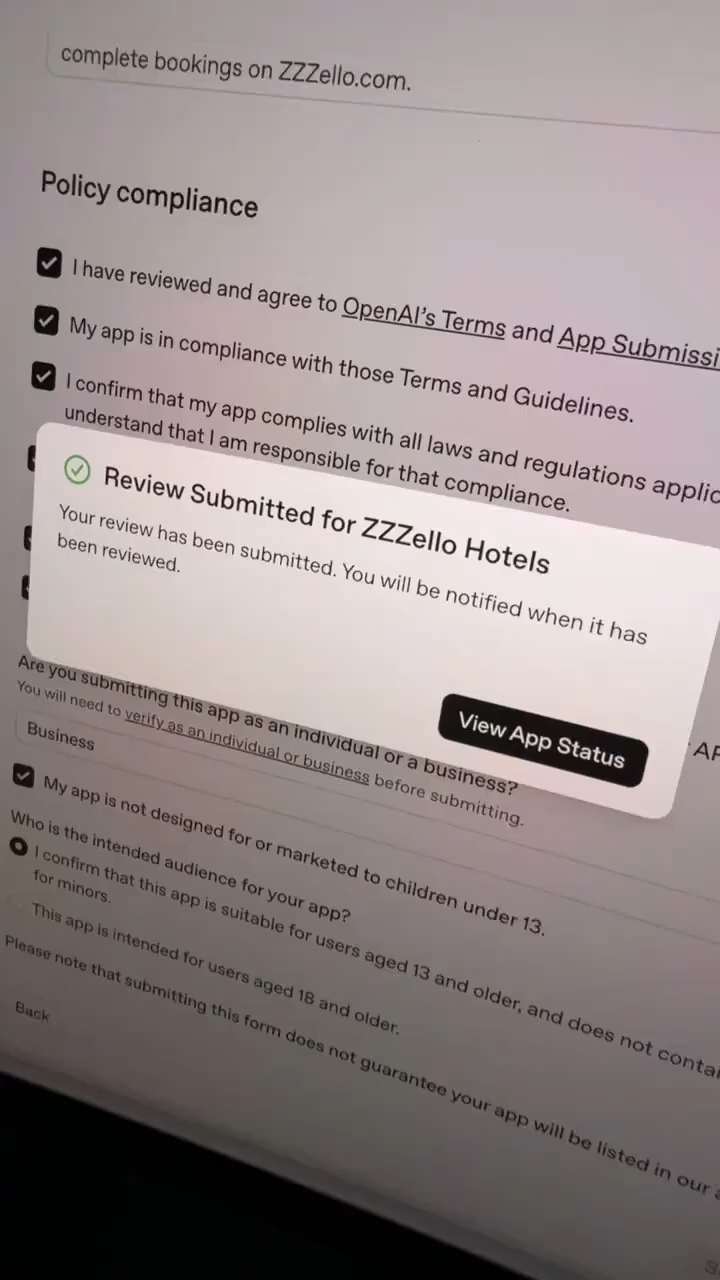 complete bookings on ZZZello.com.
Policy compliance
I have reviewed and agree to OpenAI's Terms and App Submissi
My app is in compliance with those Terms and Guidelines.
I confirm that my app complies with all laws and regulations applic
understand that I am responsible for that compliance.
Review Submitted for ZZZello Hotels
Your review has been submitted. You will be notified when it has
been reviewed.
View App Status
AP
Are you submitting this app as an individual or a business?
You will need to verify as an individual or business before submitting.
Business
My app is not designed for or marketed to children under 13.
Who is the intended audience for your app?
I confirm that this app is suitable for users aged 13 and older, and does not contai
for minors.
This app is intended for users aged 18 and older.
Please note that submitting this form does not guarantee your app will be listed in our
Back